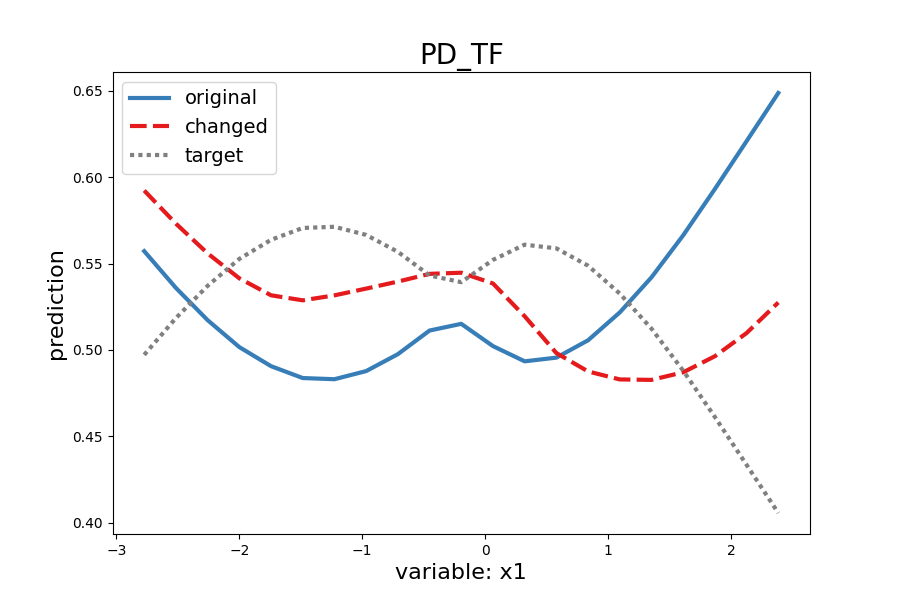 PD_TF
original
changed
target
prediction
0.65
0.60
0.55
0.50
0.45
0.40
−3
−2
−1
0
1
2
variable: x1